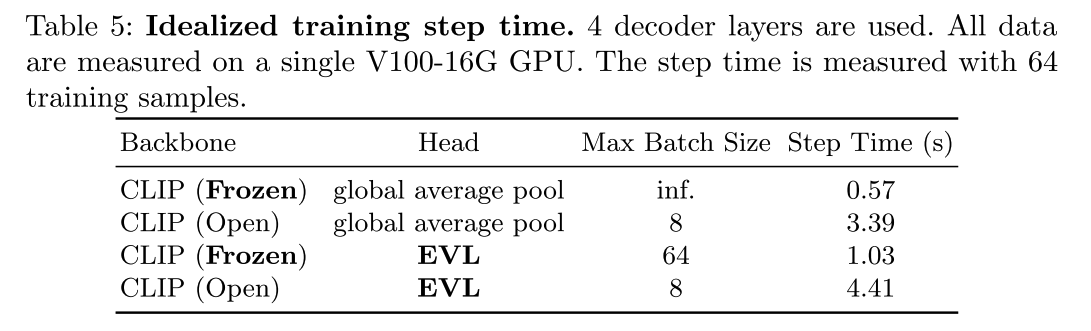 Table 5: Idealized training step time. 4 decoder layers are used. All data
are measured on a single V100-16G GPU. The step time is measured with 64
training samples.
Backbone Head Max Batch Size Step Time (s)
CLIP (Frozen) global average pool inf. 0.57
CLIP (Open) global average pool 8 3.39
CLIP (Frozen) EVL 64 1.03
CLIP (Open) EVL 8 4.41